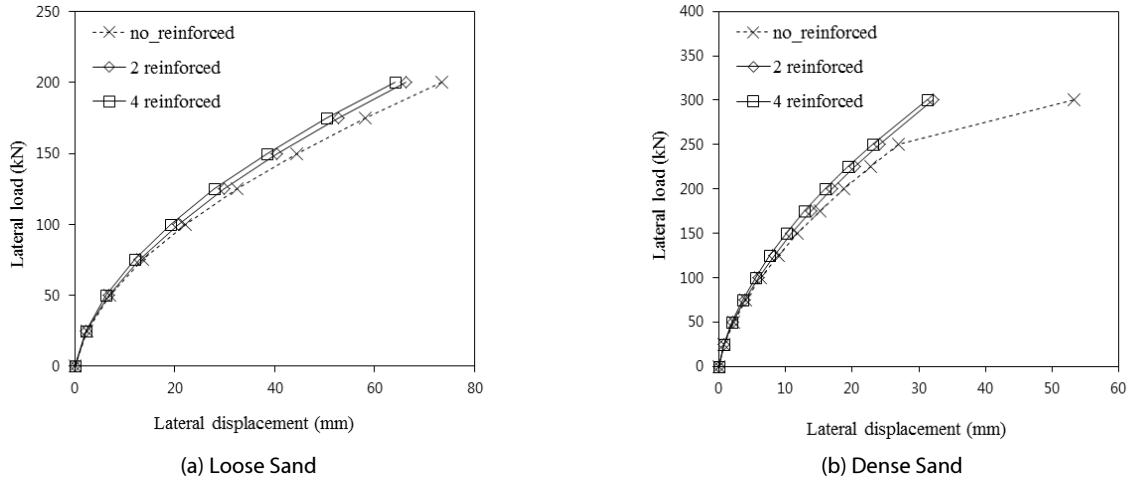 250
200
150
100
50
0
no_reinforced
2 reinforced
4 reinforced
Lateral load (kN)
0 20 40 60 80
Lateral displacement (mm)
(a) Loose Sand
400
350
300
250
200
150
100
50
0
no_reinforced
2 reinforced
4 reinforced
Lateral load (kN)
0 10 20 30 40 50 60
Lateral displacement (mm)
(b) Dense Sand